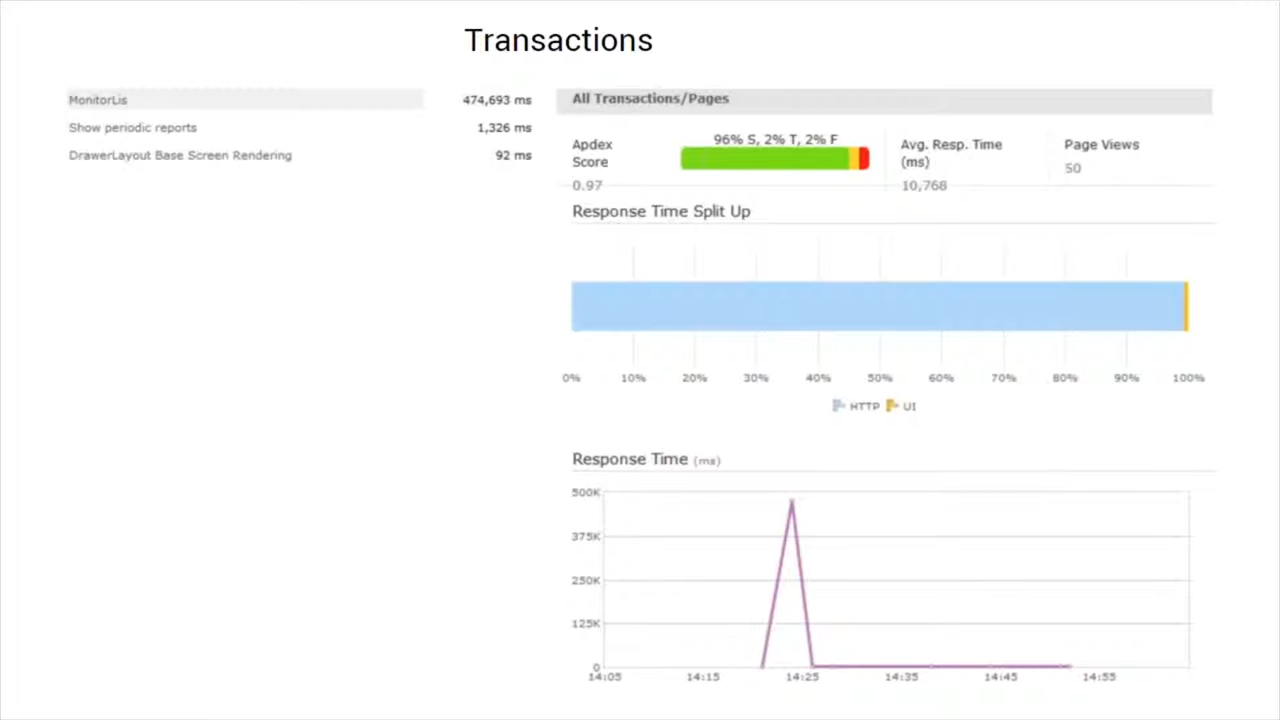 Transactions
MonitorLis 474,693 ms
Show periodic reports 1,326 ms
DrawerLayout Base Screen Rendering 92 ms
All Transactions/Pages
Apdex Score
96% S, 2% T, 2% F
0.97
Avg. Resp. Time (ms)
10,768
Page Views
50
Response Time Split Up
0% 10% 20% 30% 40% 50% 60% 70% 80% 90% 100%
HTTP UI
Response Time (ms)
500K
375K
250K
125K
0
14:05 14:15 14:25 14:35 14:45 14:55